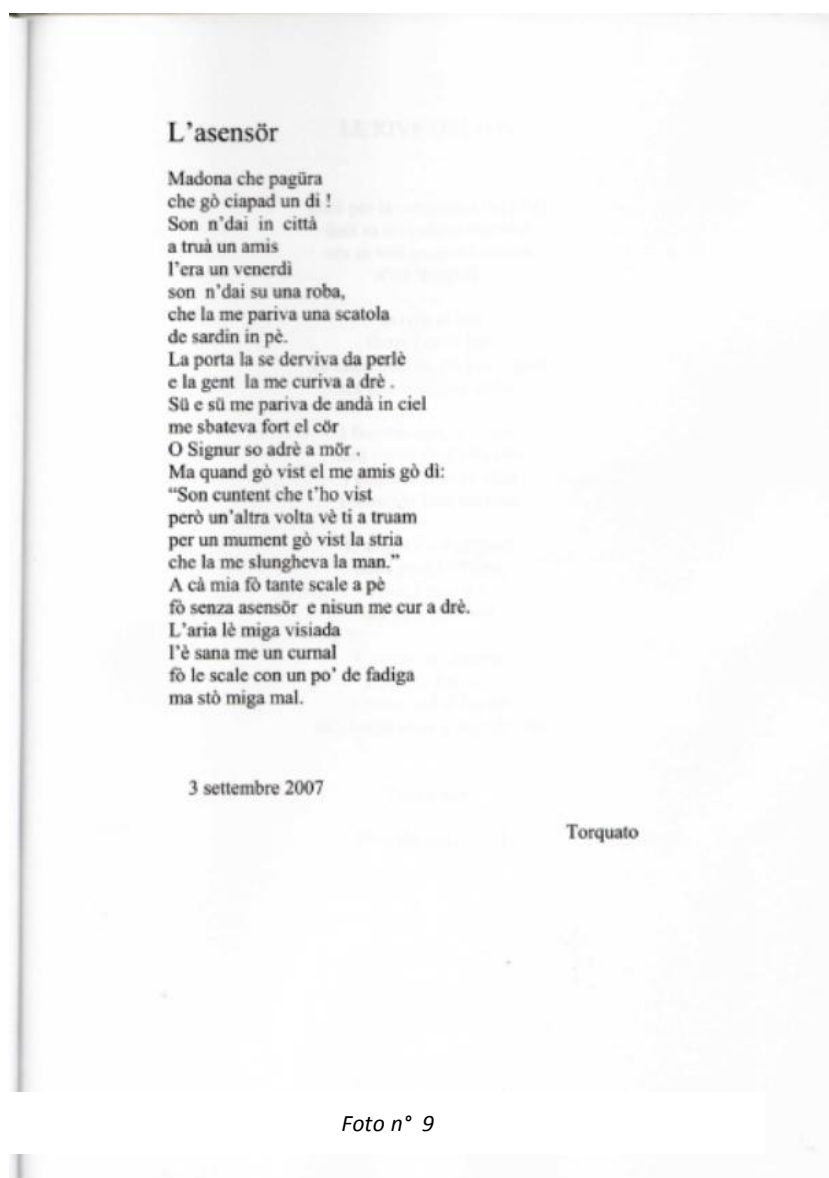 L'asensör
Madona che pagüra
che gò ciapad un di !
Son n'dai in città
a truà un amis
l'era un venerdì
son n'dai su una roba,
che la me pariva una scatola
de sardin in pè.
La porta la se derviva da perlè
e la gent la me curiva a drè .
Sü e sü me pariva de andà in ciel
me sbateva fort el cör
O Signur so adrè a mör .
Ma quand gò vist el me amis gò dì:
“Son cuntent che t'ho vist
però un'altra volta vè ti a truam
per un mument gò vist la stria
che la me slungheva la man.”
A cà mia fò tante scale a pè
fò senza asensör e nisun me cur a drè.
L'aria lè miga visiada
l'è sana me un curnal
fò le scale con un po' de fadiga
ma stò miga mal.
3 settembre 2007
Torquato
Foto n° 9